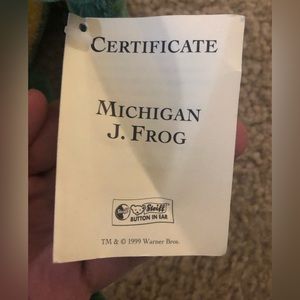 CERTIFICATE
MICHIGAN
J. FROG
Steiff
BUTTON IN EAR
TM & © 1999 Warner Bros.